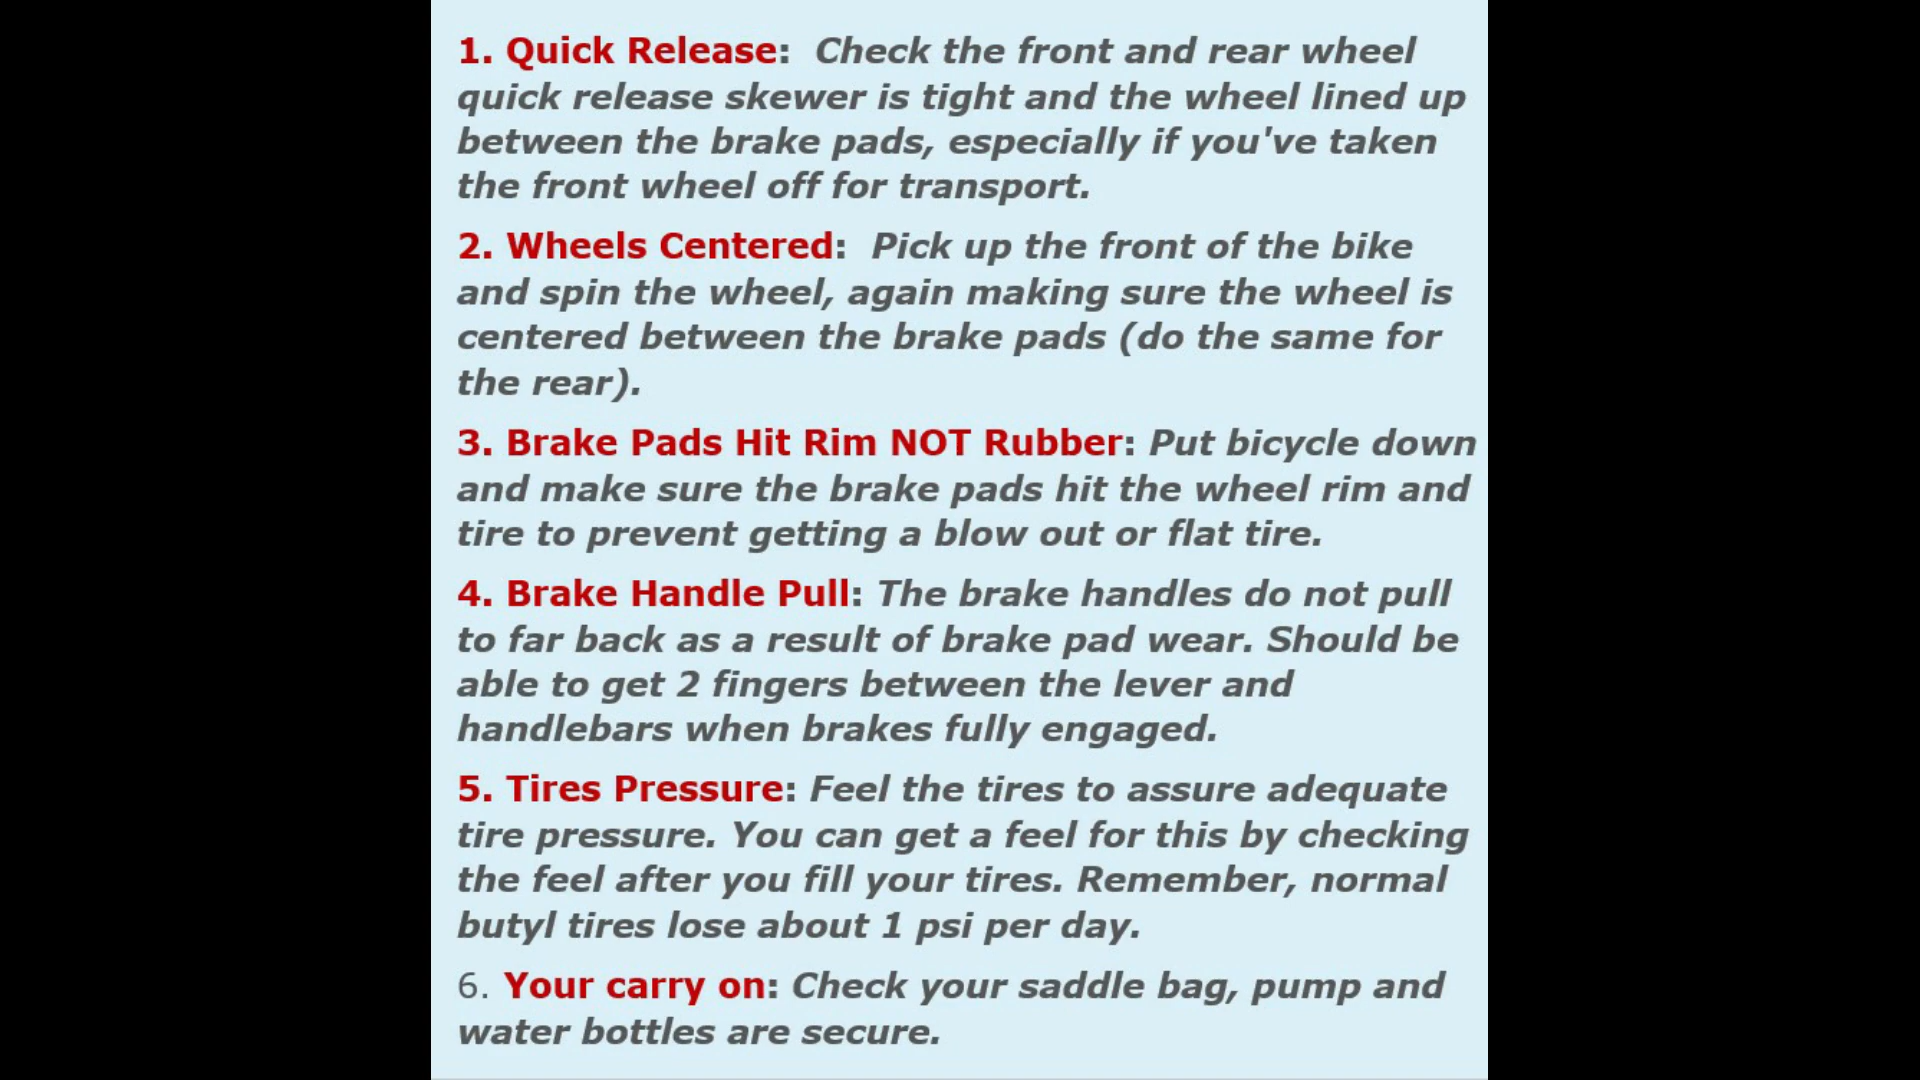 1. Quick Release: Check the front and rear wheel
quick release skewer is tight and the wheel lined up
between the brake pads, especially if you've taken
the front wheel off for transport.
2. Wheels Centered: Pick up the front of the bike
and spin the wheel, again making sure the wheel is
centered between the brake pads (do the same for
the rear).
3. Brake Pads Hit Rim NOT Rubber: Put bicycle down
and make sure the brake pads hit the wheel rim and
tire to prevent getting a blow out or flat tire.
4. Brake Handle Pull: The brake handles do not pull
to far back as a result of brake pad wear. Should be
able to get 2 fingers between the lever and
handlebars when brakes fully engaged.
5. Tires Pressure: Feel the tires to assure adequate
tire pressure. You can get a feel for this by checking
the feel after you fill your tires. Remember, normal
butyl tires lose about 1 psi per day.
6. Your carry on: Check your saddle bag, pump and
water bottles are secure.